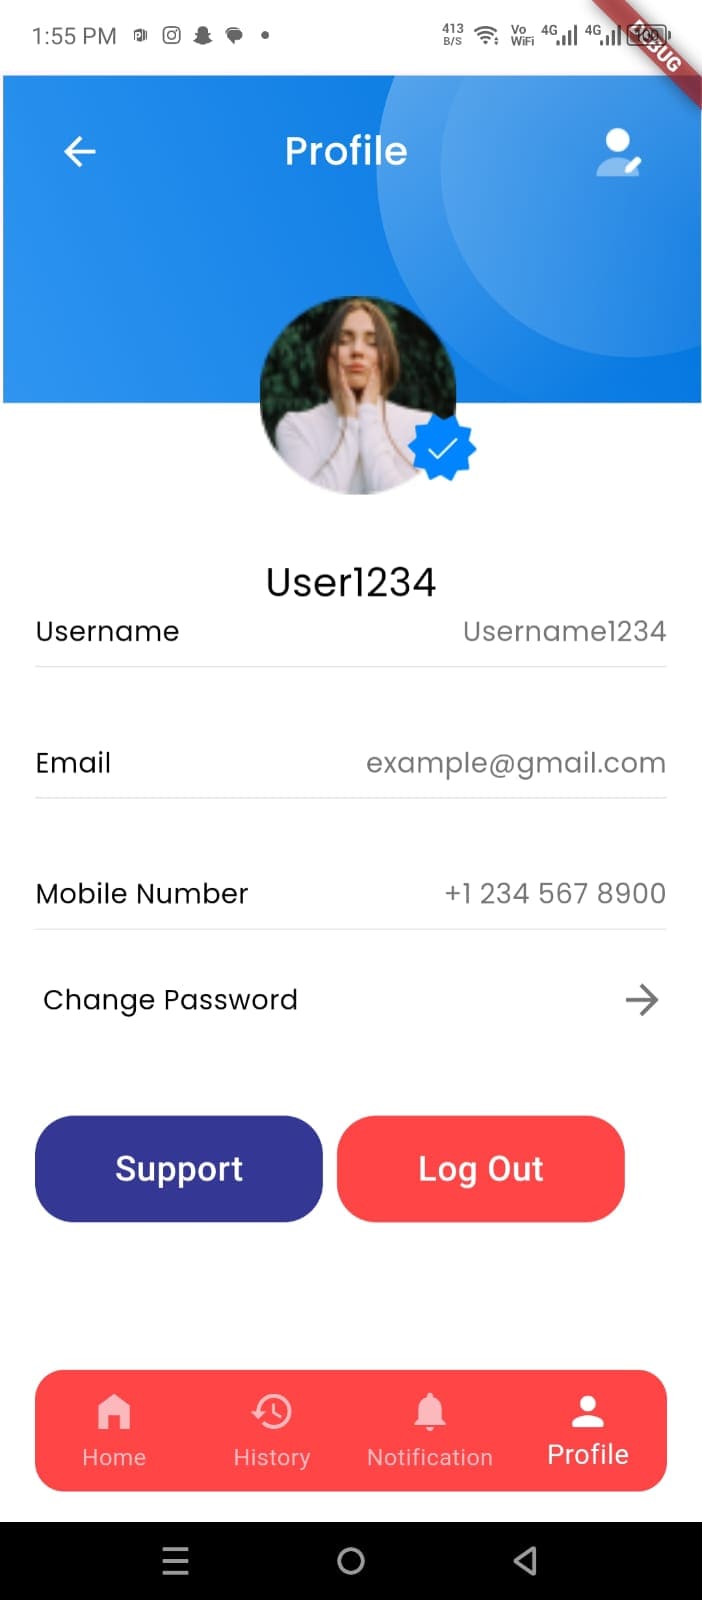 1:55 PM 413 B/S Vo WiFi 4G 4G 100
DEBUG
Profile
User1234
Username Username1234
Email example@gmail.com
Mobile Number +1 234 567 8900
Change Password
Support Log Out
Home History Notification Profile